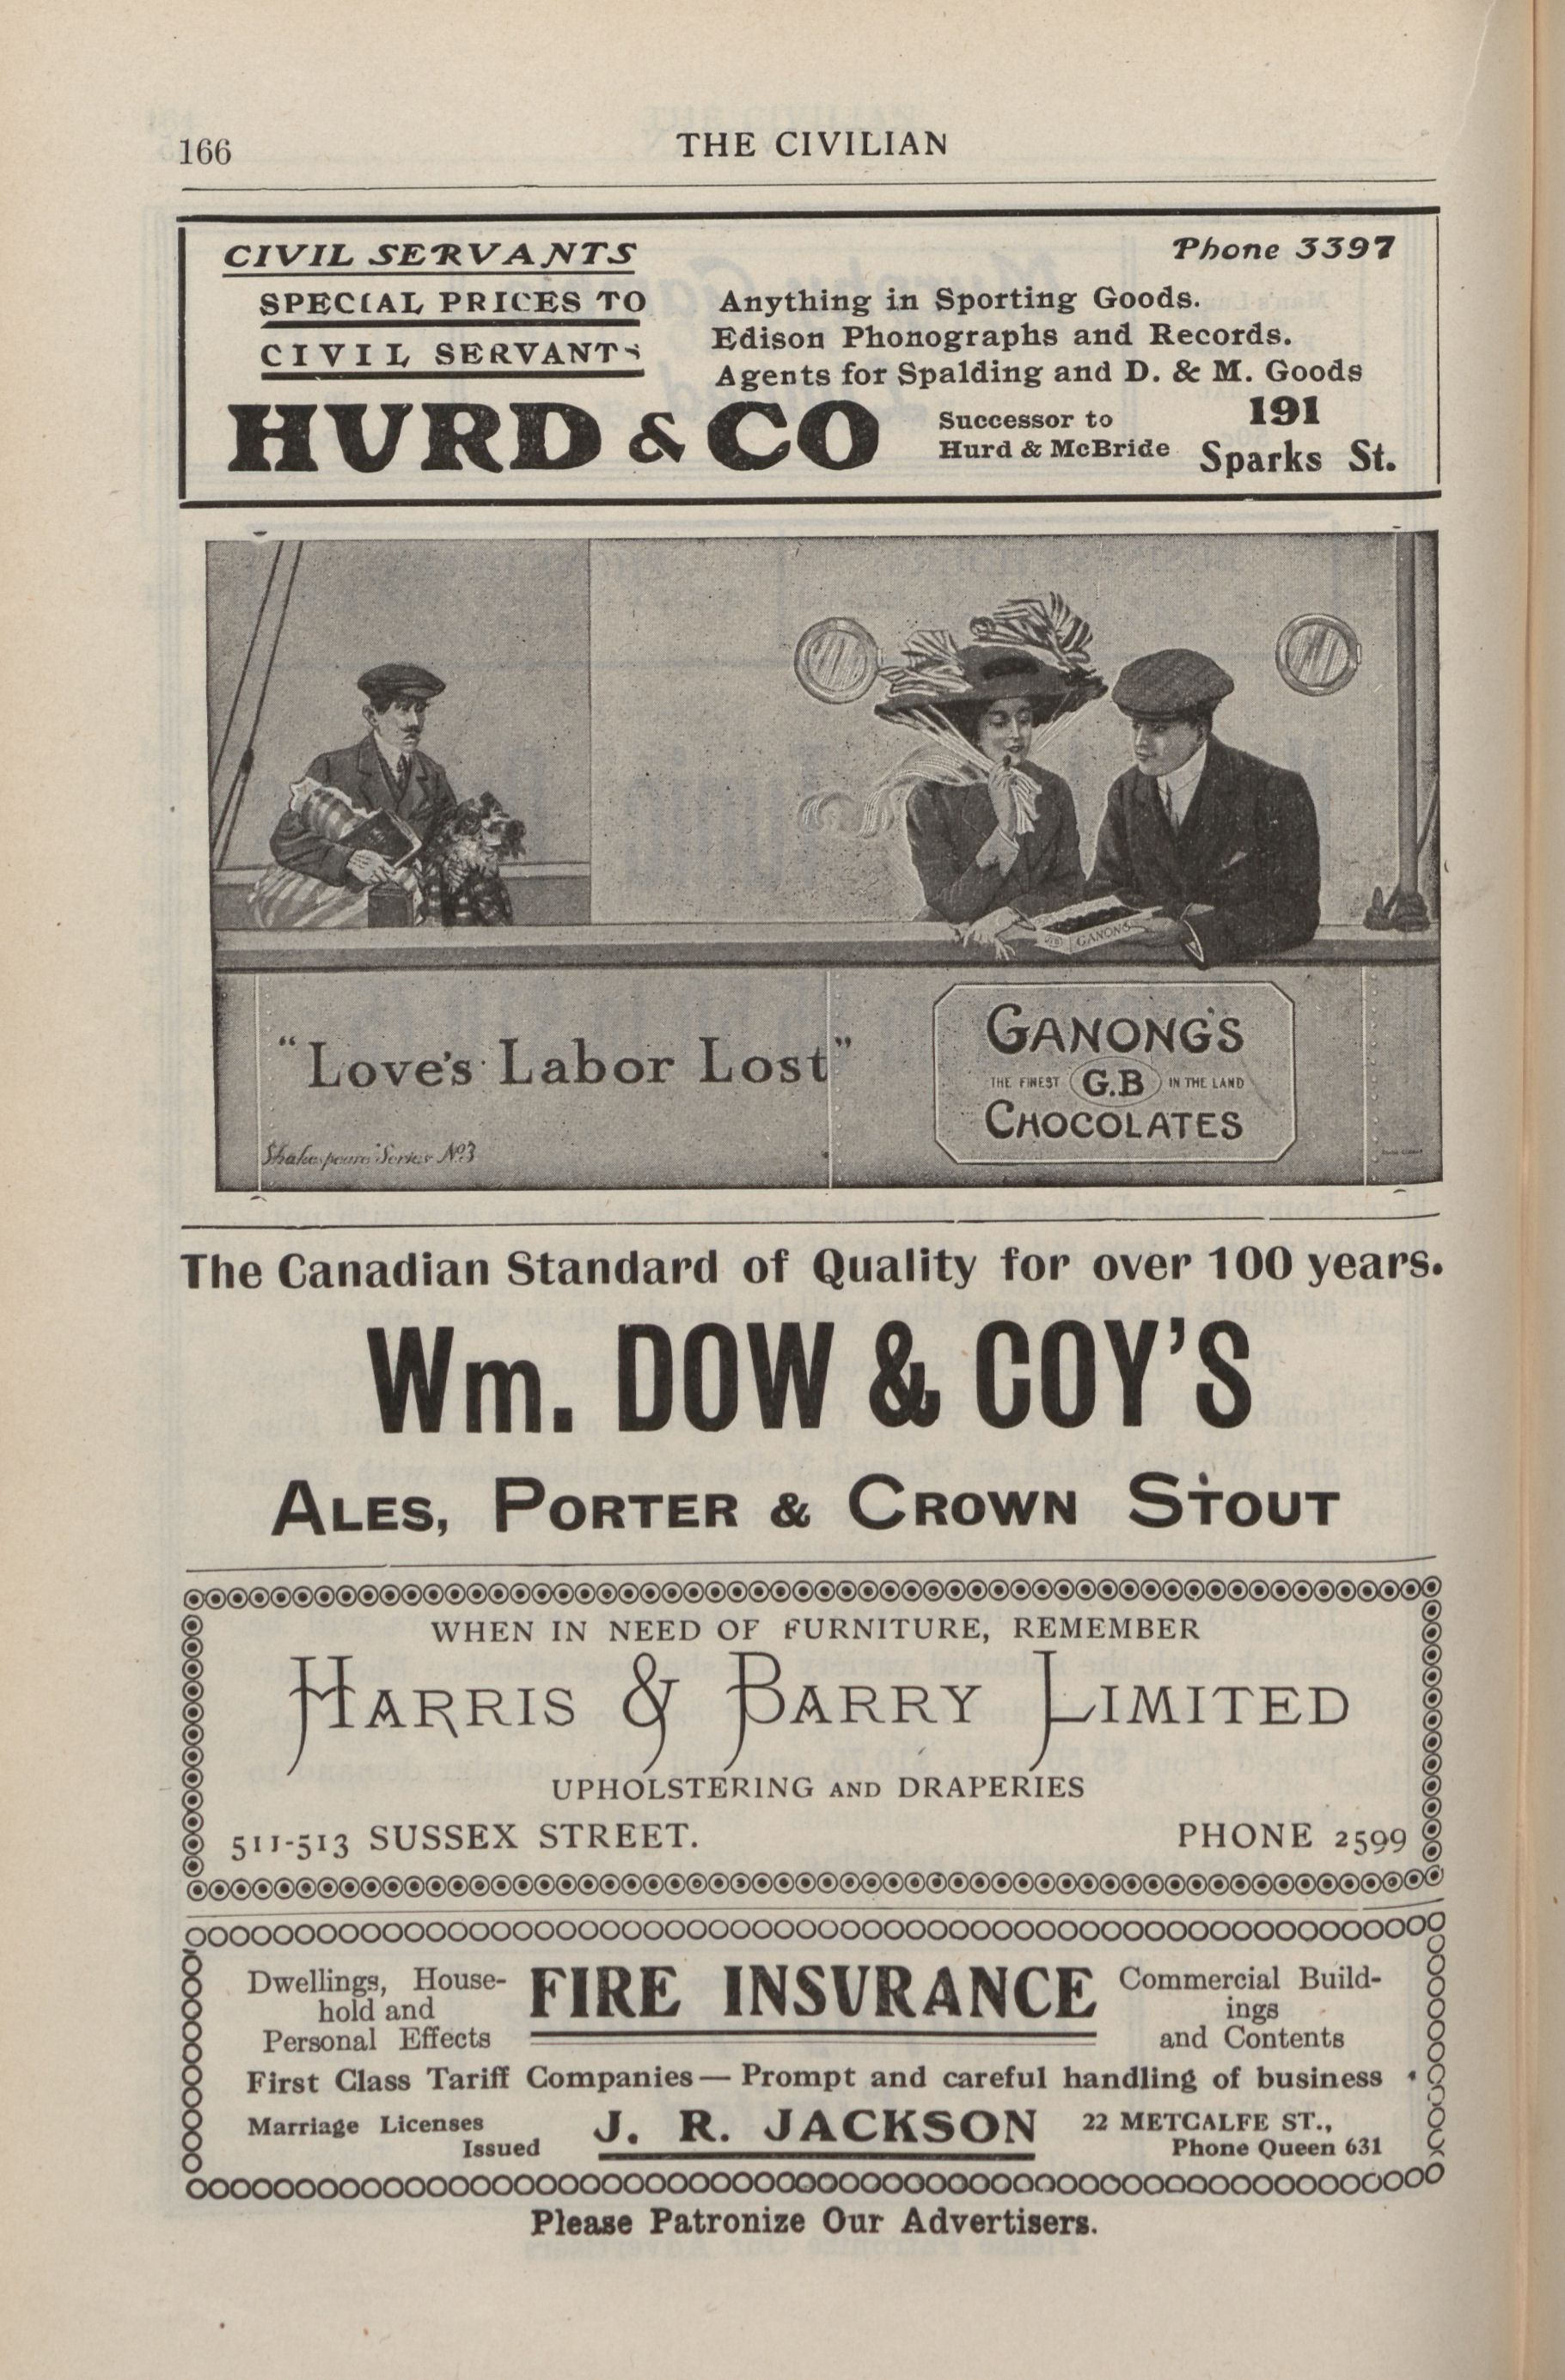 166
THE CIVILIAN
CIVIL SERVANTS
SPECIAL PRICES TO
CIVIL SERVANTS
Phone 3397
Anything in Sporting Goods.
Edison Phonographs and Records.
Agents for Spalding and D. & M. Goods
HURD & CO
Successor to
Hurd & McBride
191
Sparks St.
GB GANONG
"Love's Labor Lost"
Shakespeare Series No 3
GANONG'S
THE FINEST G.B IN THE LAND
CHOCOLATES
The Canadian Standard of Quality for over 100 years.
Wm. DOW & COY'S
ALES, PORTER & CROWN STOUT
WHEN IN NEED OF FURNITURE, REMEMBER
HARRIS & BARRY LIMITED
UPHOLSTERING AND DRAPERIES
511-513 SUSSEX STREET.
PHONE 2599
Dwellings, House-
hold and
Personal Effects
FIRE INSURANCE
Commercial Build-
ings
and Contents
First Class Tariff Companies — Prompt and careful handling of business
Marriage Licenses
Issued
J. R. JACKSON
22 METCALFE ST.,
Phone Queen 631
Please Patronize Our Advertisers.